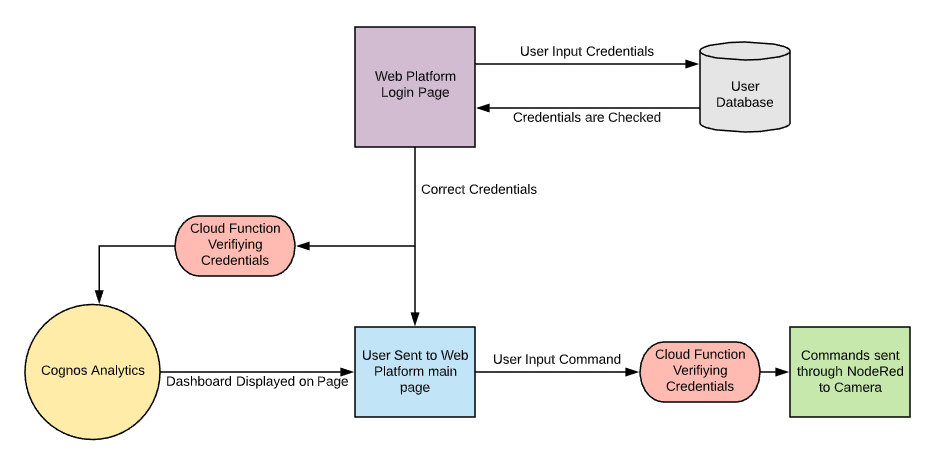 User Input Credentials
Web Platform
Login Page
User
Database
Credentials are Checked
Correct Credentials
Cloud Function
Verifiying
Credentials
Cognos Analytics
Dashboard Displayed on Page
User Sent to Web
Platform main
page
User Input Command
Cloud Function
Verifiying
Credentials
Commands sent
through NodeRed
to Camera